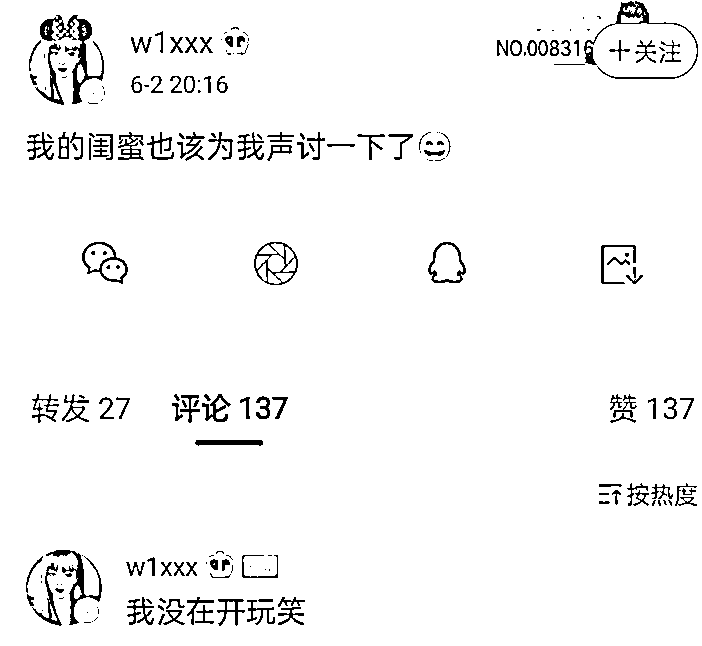 w1xxx
NO.008316
十关注
6-2 20:16
我的闺蜜也该为我声讨一下了😄
转发 27 评论 137 赞 137
按热度
w1xxx
我没在开玩笑